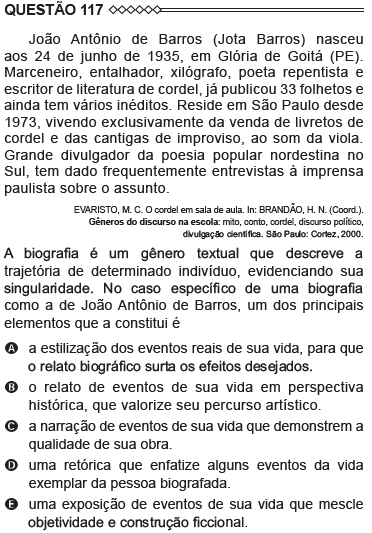 QUESTÃO 117
João Antônio de Barros (Jota Barros) nasceu
aos 24 de junho de 1935, em Glória de Goitá (PE).
Marceneiro, entalhador, xilógrafo, poeta repentista e
escritor de literatura de cordel, já publicou 33 folhetos e
ainda tem vários inéditos. Reside em São Paulo desde
1973, vivendo exclusivamente da venda de livretos de
cordel e das cantigas de improviso, ao som da viola.
Grande divulgador da poesia popular nordestina no
Sul, tem dado frequentemente entrevistas à imprensa
paulista sobre o assunto.
EVARISTO, M. C. O cordel em sala de aula. In: BRANDÃO, H. N. (Coord.).
Gêneros do discurso na escola: mito, conto, cordel, discurso político,
divulgação científica. São Paulo: Cortez, 2000.
A biografia é um gênero textual que descreve a
trajetória de determinado indivíduo, evidenciando sua
singularidade. No caso específico de uma biografia
como a de João Antônio de Barros, um dos principais
elementos que a constitui é
A a estilização dos eventos reais de sua vida, para que
o relato biográfico surta os efeitos desejados.
B o relato de eventos de sua vida em perspectiva
histórica, que valorize seu percurso artístico.
C a narração de eventos de sua vida que demonstrem a
qualidade de sua obra.
D uma retórica que enfatize alguns eventos da vida
exemplar da pessoa biografada.
E uma exposição de eventos de sua vida que mescle
objetividade e construção ficcional.